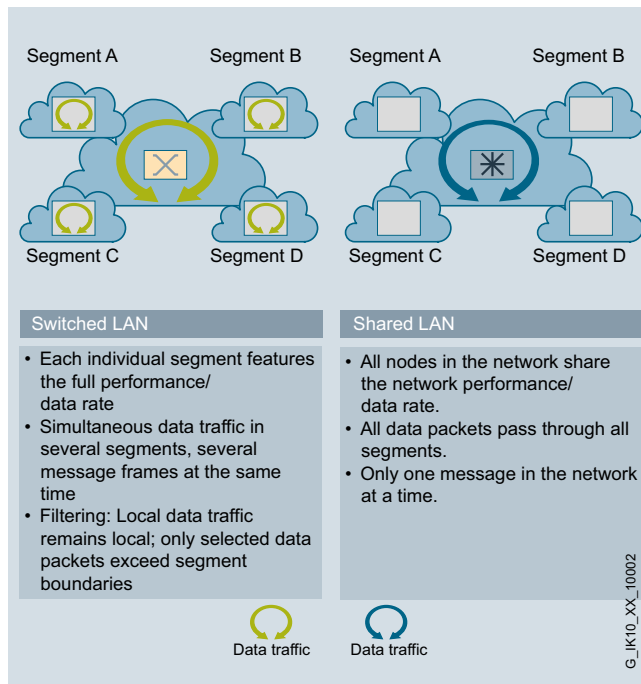 Segment A
Segment B
Segment C
Segment D
Segment A
Segment B
Segment C
Segment D
Switched LAN
• Each individual segment features
the full performance/
data rate
• Simultaneous data traffic in
several segments, several
message frames at the same
time
• Filtering: Local data traffic
remains local; only selected data
packets exceed segment
boundaries
Shared LAN
• All nodes in the network share
the network performance/
data rate.
• All data packets pass through all
segments.
• Only one message in the network
at a time.
Data traffic
Data traffic
G_IK10_XX_10002